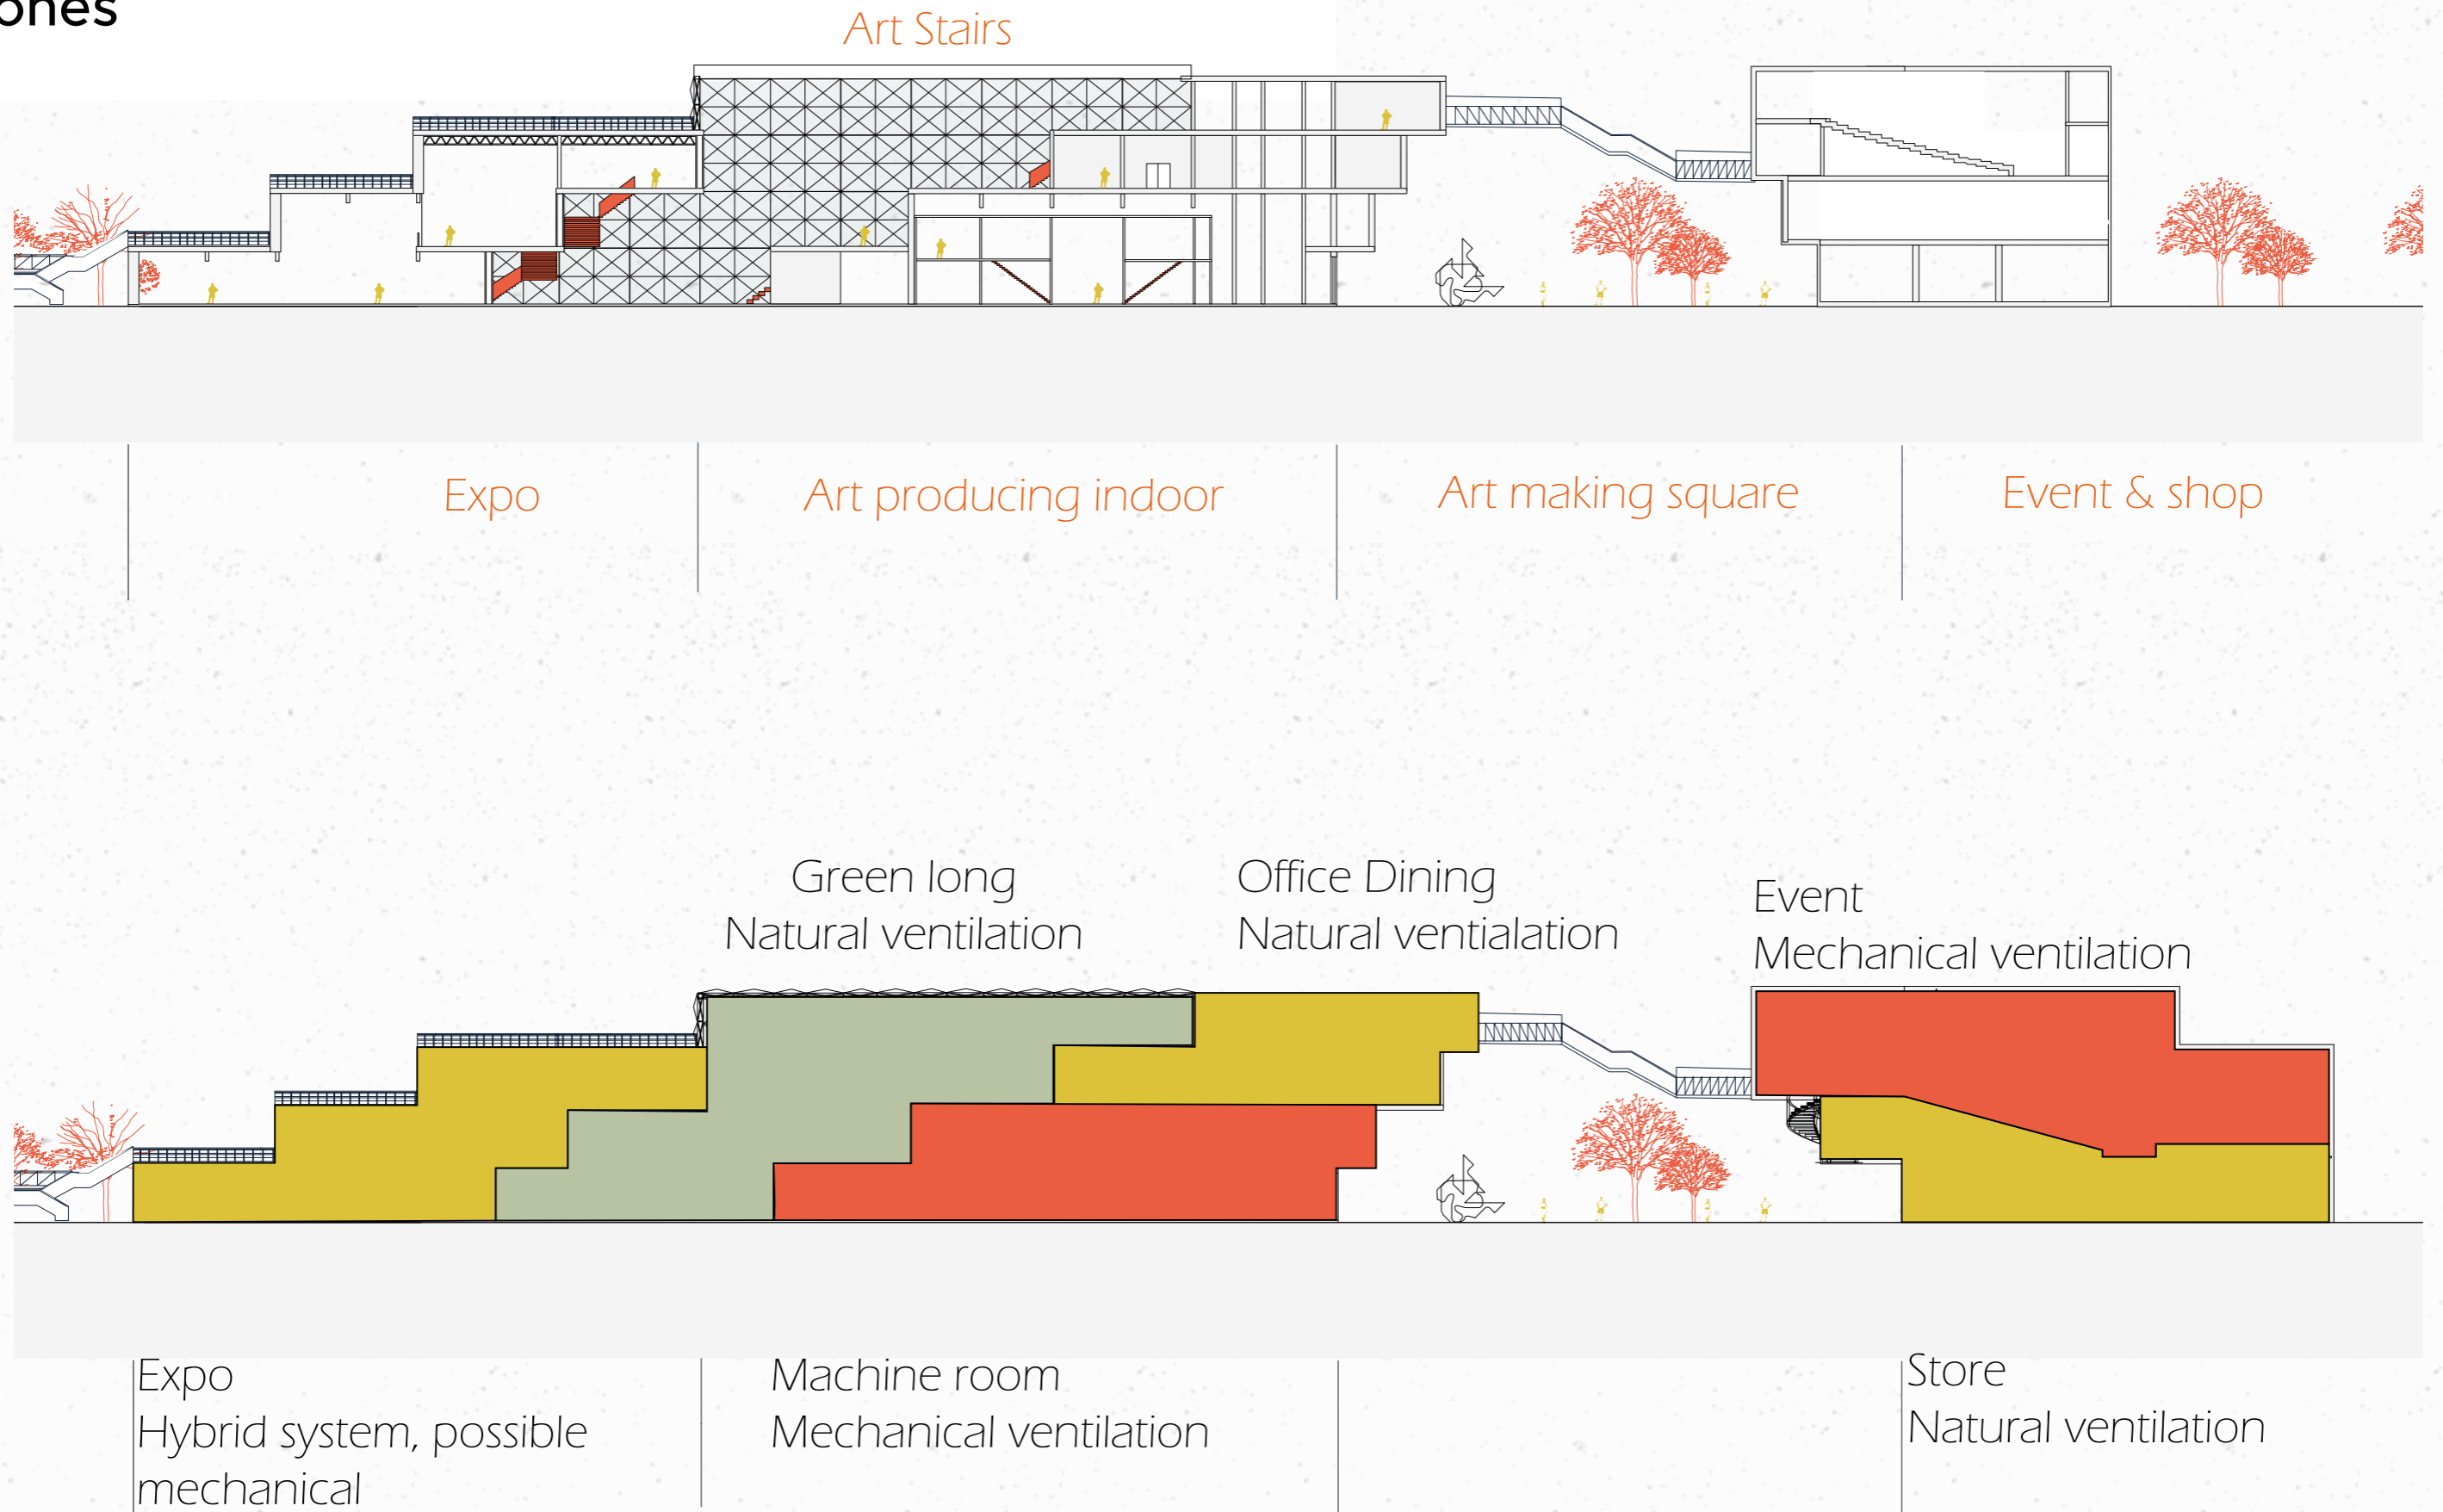 ones
Art Stairs
Expo
Art producing indoor
Art making square
Event & shop
Green long
Natural ventilation
Office Dining
Natural ventialation
Event
Mechanical ventilation
Expo
Hybrid system, possible
mechanical
Machine room
Mechanical ventilation
Store
Natural ventilation